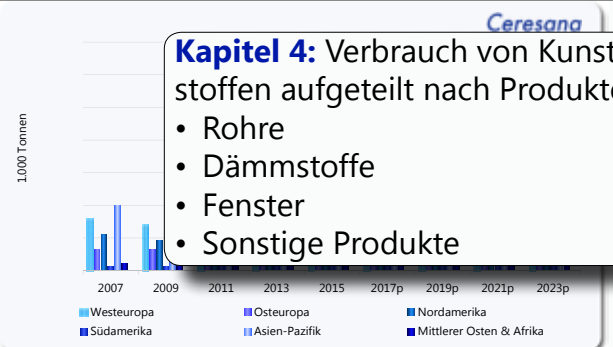 Ceresana
Kapitel 4: Verbrauch von Kunst
stoffen aufgeteilt nach Produkte
• Rohre
• Dämmstoffe
• Fenster
• Sonstige Produkte
1.000 Tonnen
2007 2009 2011 2013 2015 2017p 2019p 2021p 2023p
Westeuropa Osteuropa Nordamerika
Südamerika Asien-Pazifik Mittlerer Osten & Afrika